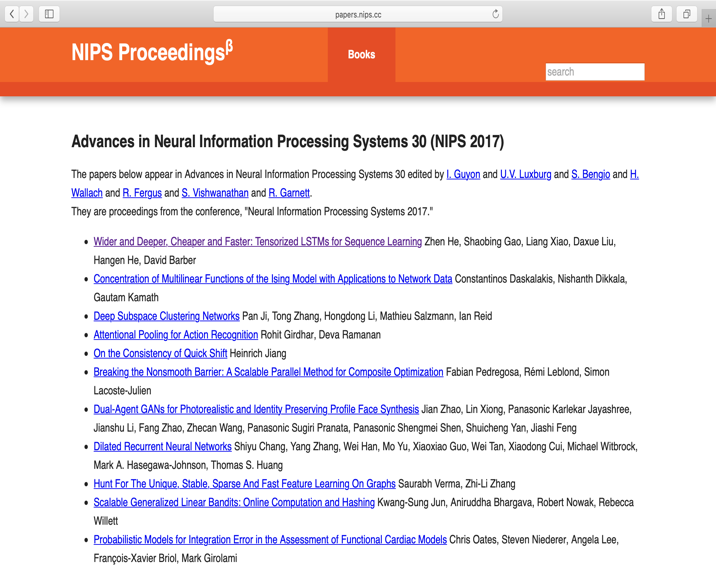 papers.nips.cc
NIPS Proceedingsβ
Books
search
Advances in Neural Information Processing Systems 30 (NIPS 2017)
The papers below appear in Advances in Neural Information Processing Systems 30 edited by I. Guyon and U.V. Luxburg and S. Bengio and H.
Wallach and R. Fergus and S. Vishwanathan and R. Garnett.
They are proceedings from the conference, "Neural Information Processing Systems 2017."
• Wider and Deeper, Cheaper and Faster: Tensorized LSTMs for Sequence Learning Zhen He, Shaobing Gao, Liang Xiao, Daxue Liu,
Hangen He, David Barber
• Concentration of Multilinear Functions of the Ising Model with Applications to Network Data Constantinos Daskalakis, Nishanth Dikkala,
Gautam Kamath
• Deep Subspace Clustering Networks Pan Ji, Tong Zhang, Hongdong Li, Mathieu Salzmann, Ian Reid
• Attentional Pooling for Action Recognition Rohit Girdhar, Deva Ramanan
• On the Consistency of Quick Shift Heinrich Jiang
• Breaking the Nonsmooth Barrier: A Scalable Parallel Method for Composite Optimization Fabian Pedregosa, Rémi Leblond, Simon
Lacoste-Julien
• Dual-Agent GANs for Photorealistic and Identity Preserving Profile Face Synthesis Jian Zhao, Lin Xiong, Panasonic Karlekar Jayashree,
Jianshu Li, Fang Zhao, Zhecan Wang, Panasonic Sugiri Pranata, Panasonic Shengmei Shen, Shuicheng Yan, Jiashi Feng
• Dilated Recurrent Neural Networks Shiyu Chang, Yang Zhang, Wei Han, Mo Yu, Xiaoxiao Guo, Wei Tan, Xiaodong Cui, Michael Witbrock,
Mark A. Hasegawa-Johnson, Thomas S. Huang
• Hunt For The Unique, Stable, Sparse And Fast Feature Learning On Graphs Saurabh Verma, Zhi-Li Zhang
• Scalable Generalized Linear Bandits: Online Computation and Hashing Kwang-Sung Jun, Aniruddha Bhargava, Robert Nowak, Rebecca
Willett
• Probabilistic Models for Integration Error in the Assessment of Functional Cardiac Models Chris Oates, Steven Niederer, Angela Lee,
François-Xavier Briol, Mark Girolami